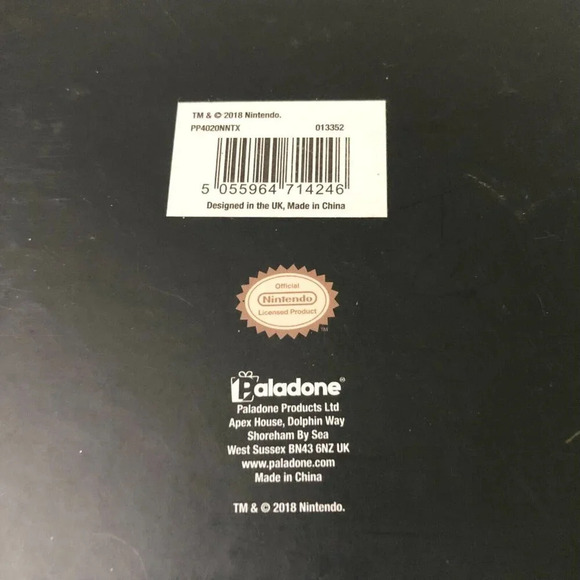 TM & © 2018 Nintendo.
PP4020NNTX 013352
5 055964 714246
Designed in the UK, Made in China
Official
Nintendo
Licensed Product
TM
Paladone®
Paladone Products Ltd
Apex House, Dolphin Way
Shoreham By Sea
West Sussex BN43 6NZ UK
www.paladone.com
Made in China
TM & © 2018 Nintendo.